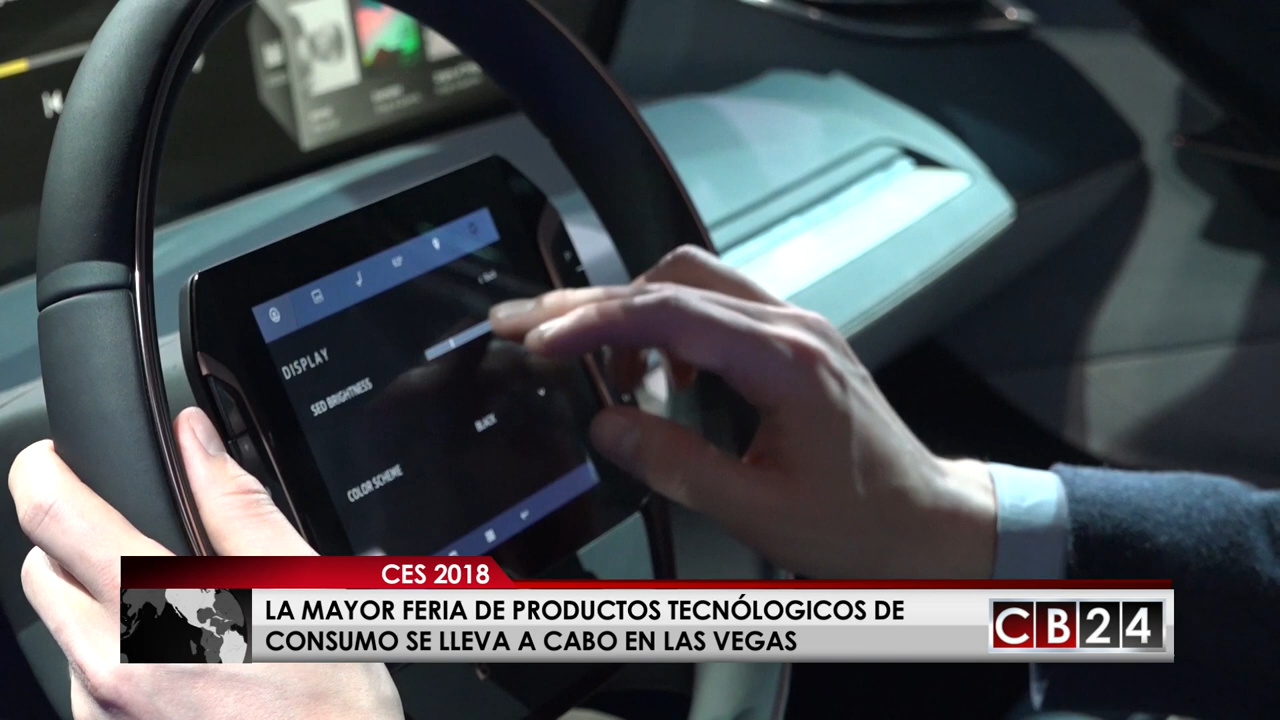 DISPLAY
SED BRIGHTNESS
BLACK
COLOR SCHEME
CES 2018
LA MAYOR FERIA DE PRODUCTOS TECNÓLOGICOS DE
CONSUMO SE LLEVA A CABO EN LAS VEGAS
CB24